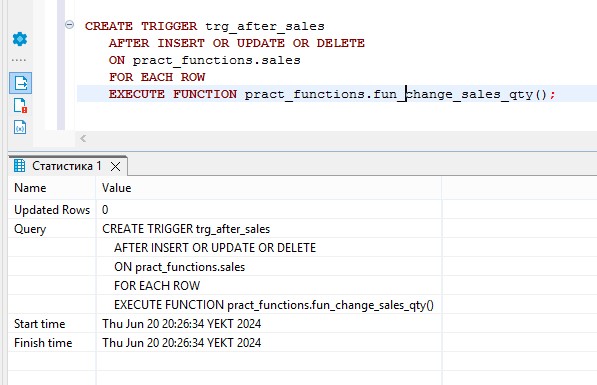 CREATE TRIGGER trg_after_sales
AFTER INSERT OR UPDATE OR DELETE
ON pract_functions.sales
FOR EACH ROW
EXECUTE FUNCTION pract_functions.fun_change_sales_qty();
Статистика 1
Name Value
Updated Rows 0
Query CREATE TRIGGER trg_after_sales
AFTER INSERT OR UPDATE OR DELETE
ON pract_functions.sales
FOR EACH ROW
EXECUTE FUNCTION pract_functions.fun_change_sales_qty()
Start time Thu Jun 20 20:26:34 YEKT 2024
Finish time Thu Jun 20 20:26:34 YEKT 2024